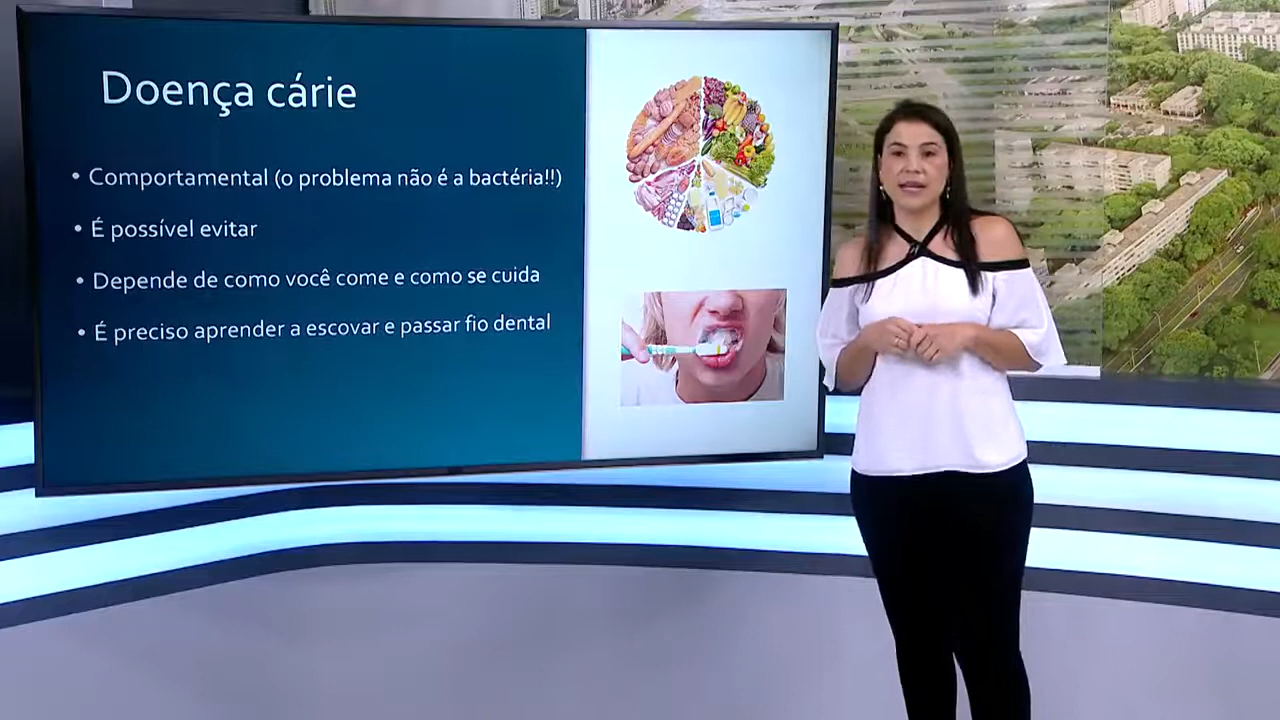 Doença cárie
• Comportamental (o problema não é a bactéria!!)
• É possível evitar
• Depende de como você come e como se cuida
• É preciso aprender a escovar e passar fio dental